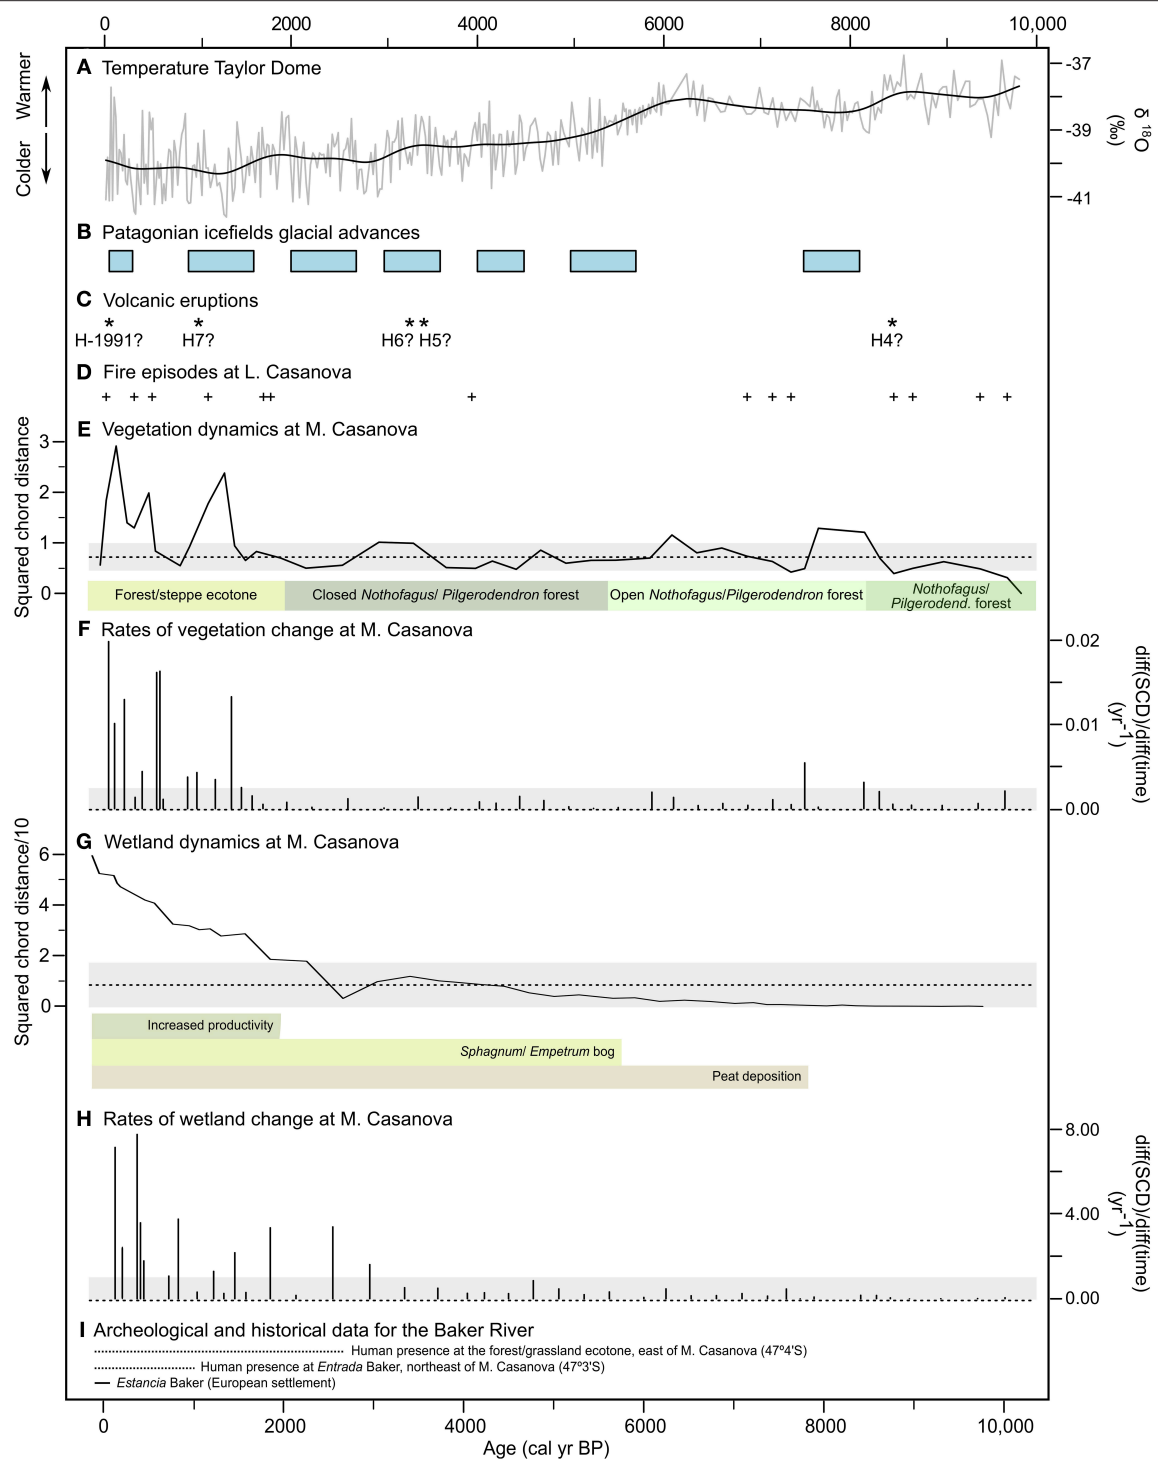 0 2000 4000 6000 8000 10,000
A Temperature Taylor Dome
Warmer
Colder
-37
-39
-41
δ 18O
(‰)
B Patagonian icefields glacial advances
C Volcanic eruptions
* * * * *
H-1991? H7? H6? H5? H4?
D Fire episodes at L. Casanova
+ + + + + + + + + + + + + +
E Vegetation dynamics at M. Casanova
Squared chord distance
3
2
1
0
Forest/steppe ecotone
Closed Nothofagus/ Pilgerodendron forest
Open Nothofagus/Pilgerodendron forest
Nothofagus/
Pilgerodend. forest
F Rates of vegetation change at M. Casanova
0.02
0.01
0.00
diff(SCD)/diff(time)
(yr-1)
G Wetland dynamics at M. Casanova
Squared chord distance/10
6
4
2
0
Increased productivity
Sphagnum/ Empetrum bog
Peat deposition
H Rates of wetland change at M. Casanova
8.00
4.00
0.00
diff(SCD)/diff(time)
(yr-1)
I Archeological and historical data for the Baker River
Human presence at the forest/grassland ecotone, east of M. Casanova (47º4'S)
Human presence at Entrada Baker, northeast of M. Casanova (47º3'S)
Estancia Baker (European settlement)
0 2000 4000 6000 8000 10,000
Age (cal yr BP)